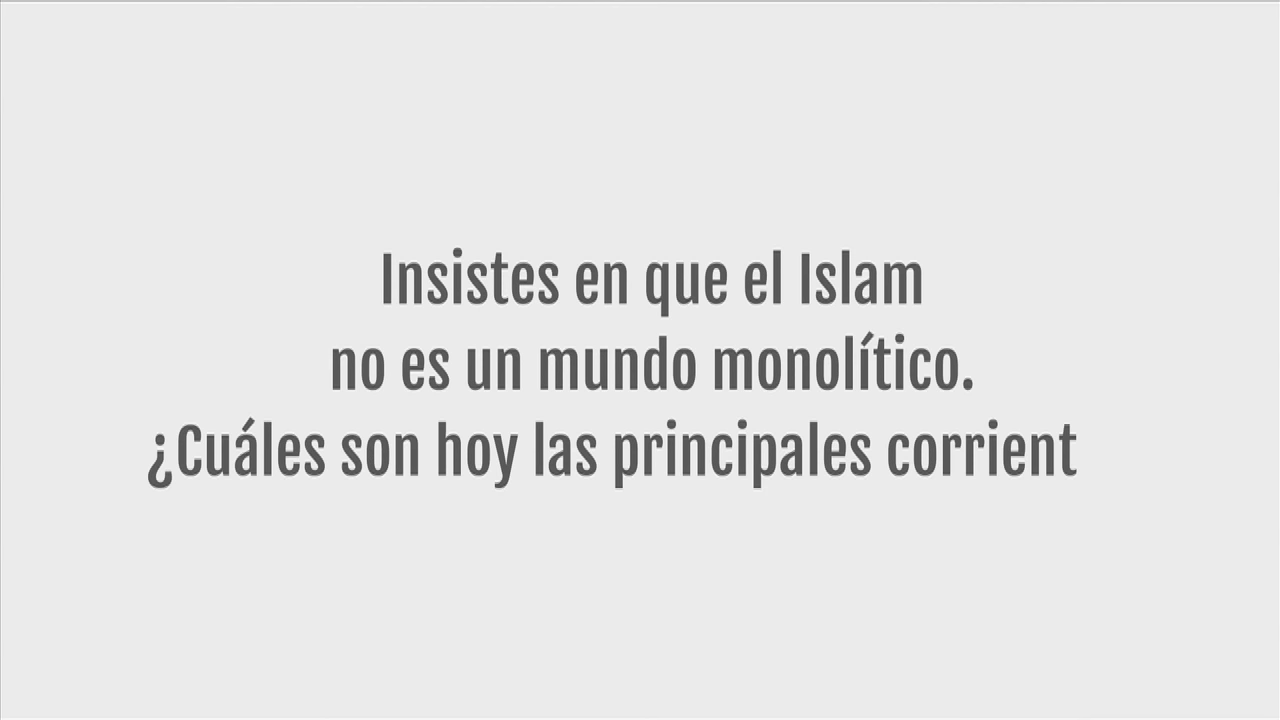 Insistes en que el Islam
no es un mundo monolítico.
¿Cuáles son hoy las principales corrient